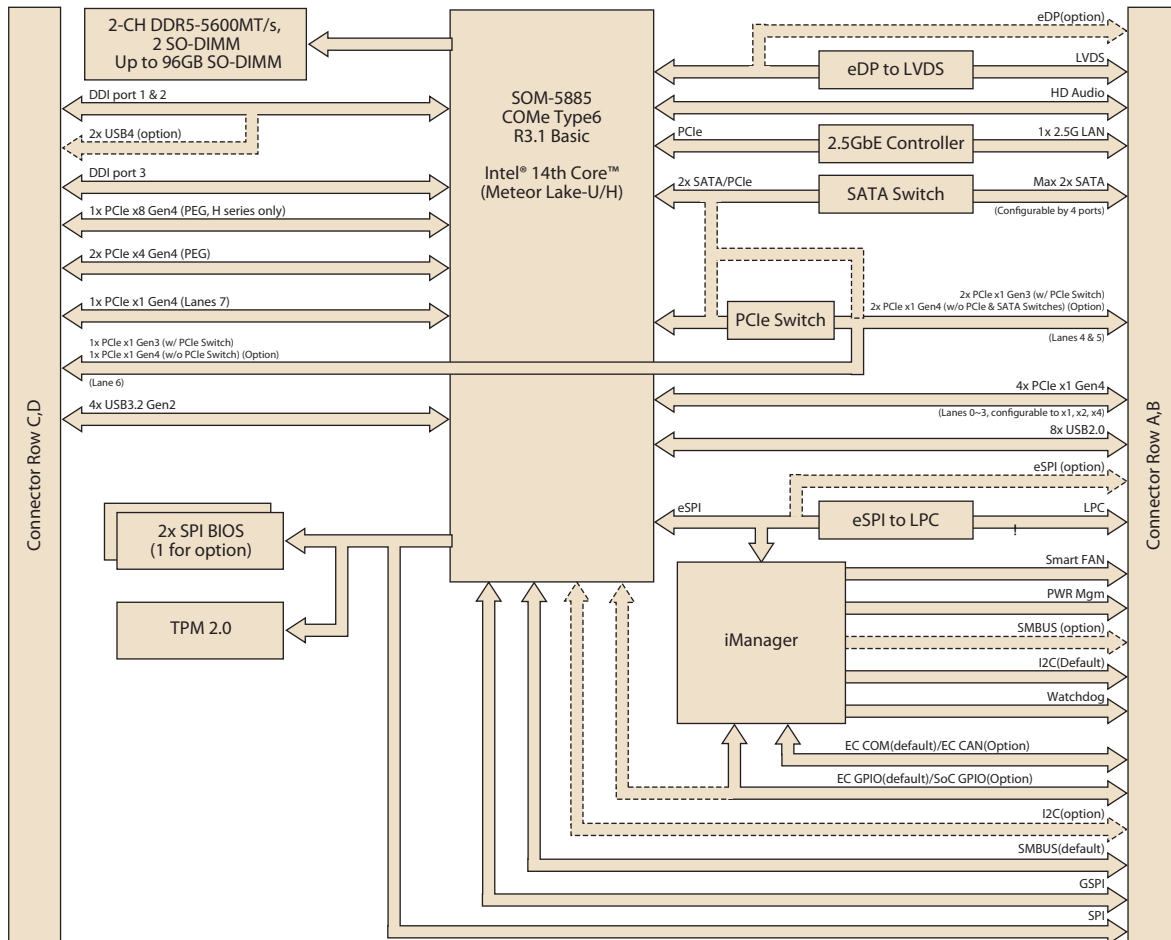 2-CH DDR5-5600MT/s,
2 SO-DIMM
Up to 96GB SO-DIMM
DDI port 1 & 2
2x USB4 (option)
DDI port 3
1x PCIe x8 Gen4 (PEG, H series only)
2x PCIe x4 Gen4 (PEG)
1x PCIe x1 Gen4 (Lanes 7)
1x PCIe x1 Gen3 (w/ PCIe Switch)
1x PCIe x1 Gen4 (w/o PCIe Switch) (Option)
(Lane 6)
4x USB3.2 Gen2
Connector Row C,D
2x SPI BIOS
(1 for option)
TPM 2.0
SOM-5885
COMe Type6
R3.1 Basic
Intel® 14th Core™
(Meteor Lake-U/H)
eDP(option)
eDP to LVDS
LVDS
HD Audio
PCIe
2.5GbE Controller
1x 2.5G LAN
2x SATA/PCIe
SATA Switch
Max 2x SATA
(Configurable by 4 ports)
PCIe Switch
2x PCIe x1 Gen3 (w/ PCIe Switch)
2x PCIe x1 Gen4 (w/o PCIe & SATA Switches) (Option)
(Lanes 4 & 5)
4x PCIe x1 Gen4
(Lanes 0~3, configurable to x1, x2, x4)
8x USB2.0
eSPI (option)
eSPI
eSPI to LPC
LPC
!
iManager
Smart FAN
PWR Mgm
SMBUS (option)
I2C(Default)
Watchdog
EC COM(default)/EC CAN(Option)
EC GPIO(default)/SoC GPIO(Option)
I2C(option)
SMBUS(default)
GSPI
SPI
Connector Row A,B